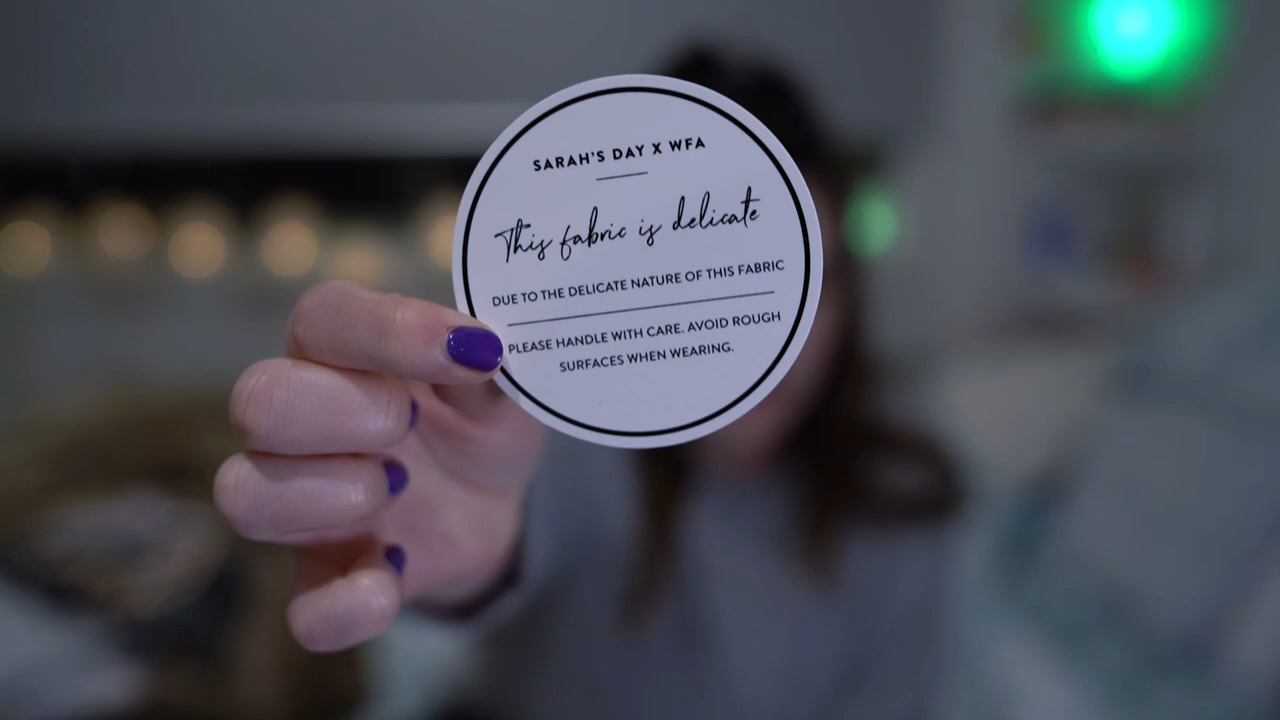 SARAH'S DAY X WFA
This fabric is delicate
DUE TO THE DELICATE NATURE OF THIS FABRIC
PLEASE HANDLE WITH CARE. AVOID ROUGH
SURFACES WHEN WEARING.